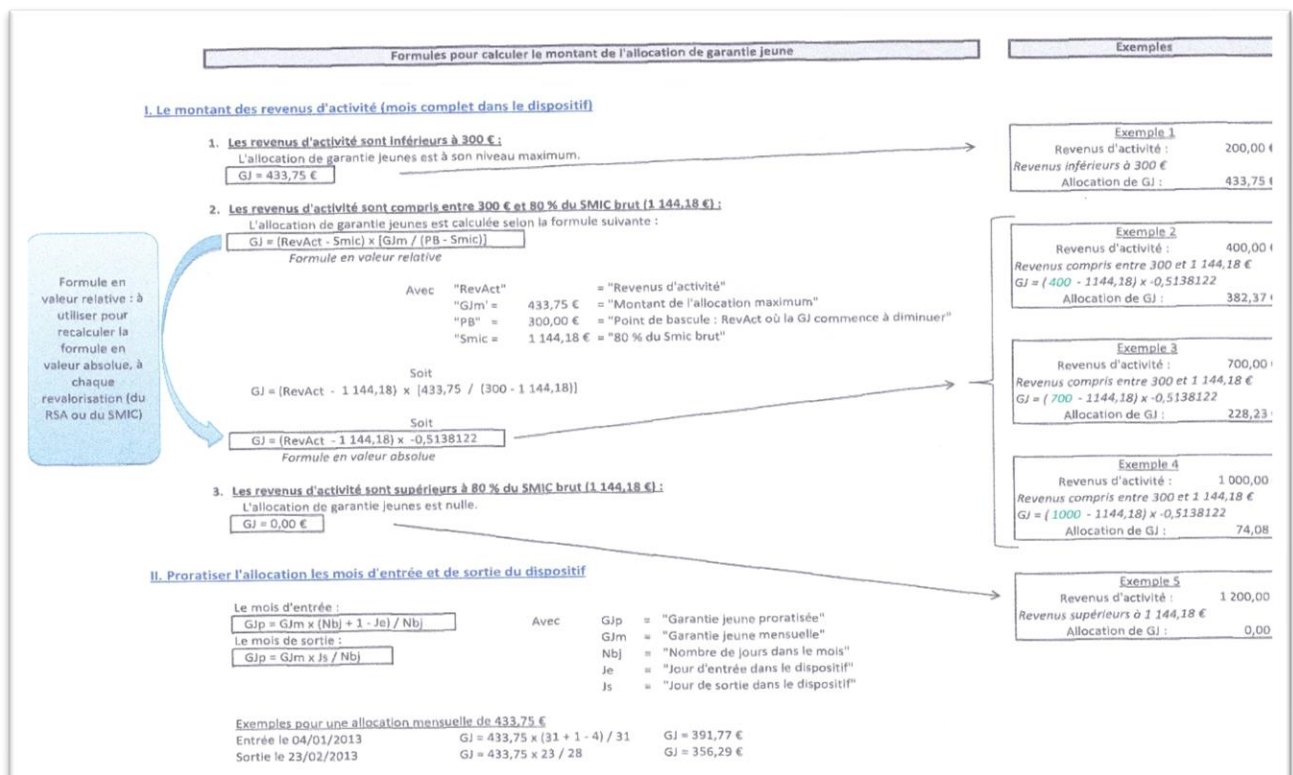 Formules pour calculer le montant de l'allocation de garantie jeune
Exemples
I. Le montant des revenus d'activité (mois complet dans le dispositif)
1. Les revenus d'activité sont inférieurs à 300 € :
L'allocation de garantie jeunes est à son niveau maximum.
GJ = 433,75 €
2. Les revenus d'activité sont compris entre 300 € et 80 % du SMIC brut (1 144,18 €) :
L'allocation de garantie jeunes est calculée selon la formule suivante :
GJ = (RevAct - Smic) x [GJm / (PB - Smic)]
Formule en valeur relative
Avec "RevAct" = "Revenus d'activité"
"GJm' = 433,75 € = "Montant de l'allocation maximum"
"PB" = 300,00 € = "Point de bascule : RevAct où la GJ commence à diminuer"
"Smic = 1 144,18 € = "80 % du Smic brut"
Soit
GJ = (RevAct - 1 144,18) x [433,75 / (300 - 1 144,18)]
Soit
GJ = (RevAct - 1 144,18) x -0,5138122
Formule en valeur absolue
Formule en
valeur relative : à
utiliser pour
recalculer la
formule en
valeur absolue, à
chaque
revalorisation (du
RSA ou du SMIC)
3. Les revenus d'activité sont supérieurs à 80 % du SMIC brut (1 144,18 €) :
L'allocation de garantie jeunes est nulle.
GJ = 0,00 €
II. Proratiser l'allocation les mois d'entrée et de sortie du dispositif
Le mois d'entrée :
GJp = GJm x (Nbj + 1 - Je) / Nbj
Le mois de sortie :
GJp = GJm x Js / Nbj
Avec GJp = "Garantie jeune proratisée"
GJm = "Garantie jeune mensuelle"
Nbj = "Nombre de jours dans le mois"
Je = "Jour d'entrée dans le dispositif"
Js = "Jour de sortie dans le dispositif"
Exemples pour une allocation mensuelle de 433,75 €
Entrée le 04/01/2013 GJ = 433,75 x (31 + 1 - 4) / 31 GJ = 391,77 €
Sortie le 23/02/2013 GJ = 433,75 x 23 / 28 GJ = 356,29 €
Exemple 1
Revenus d'activité : 200,00
Revenus inférieurs à 300 €
Allocation de GJ : 433,75
Exemple 2
Revenus d'activité : 400,00
Revenus compris entre 300 et 1 144,18 €
GJ = ( 400 - 1144,18) x -0,5138122
Allocation de GJ : 382,37
Exemple 3
Revenus d'activité : 700,00
Revenus compris entre 300 et 1 144,18 €
GJ = ( 700 - 1144,18) x -0,5138122
Allocation de GJ : 228,23
Exemple 4
Revenus d'activité : 1 000,00
Revenus compris entre 300 et 1 144,18 €
GJ = ( 1000 - 1144,18) x -0,5138122
Allocation de GJ : 74,08
Exemple 5
Revenus d'activité : 1 200,00
Revenus supérieurs à 1 144,18 €
Allocation de GJ : 0,00